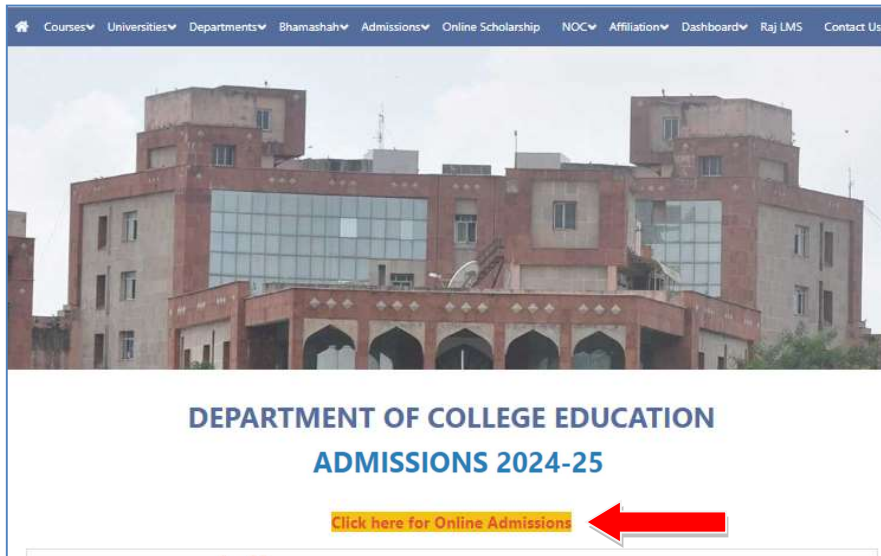 Courses Universities Departments Bhamashah Admissions Online Scholarship NOC Affiliation Dashboard Raj LMS Contact Us
DEPARTMENT OF COLLEGE EDUCATION
ADMISSIONS 2024-25
Click here for Online Admissions